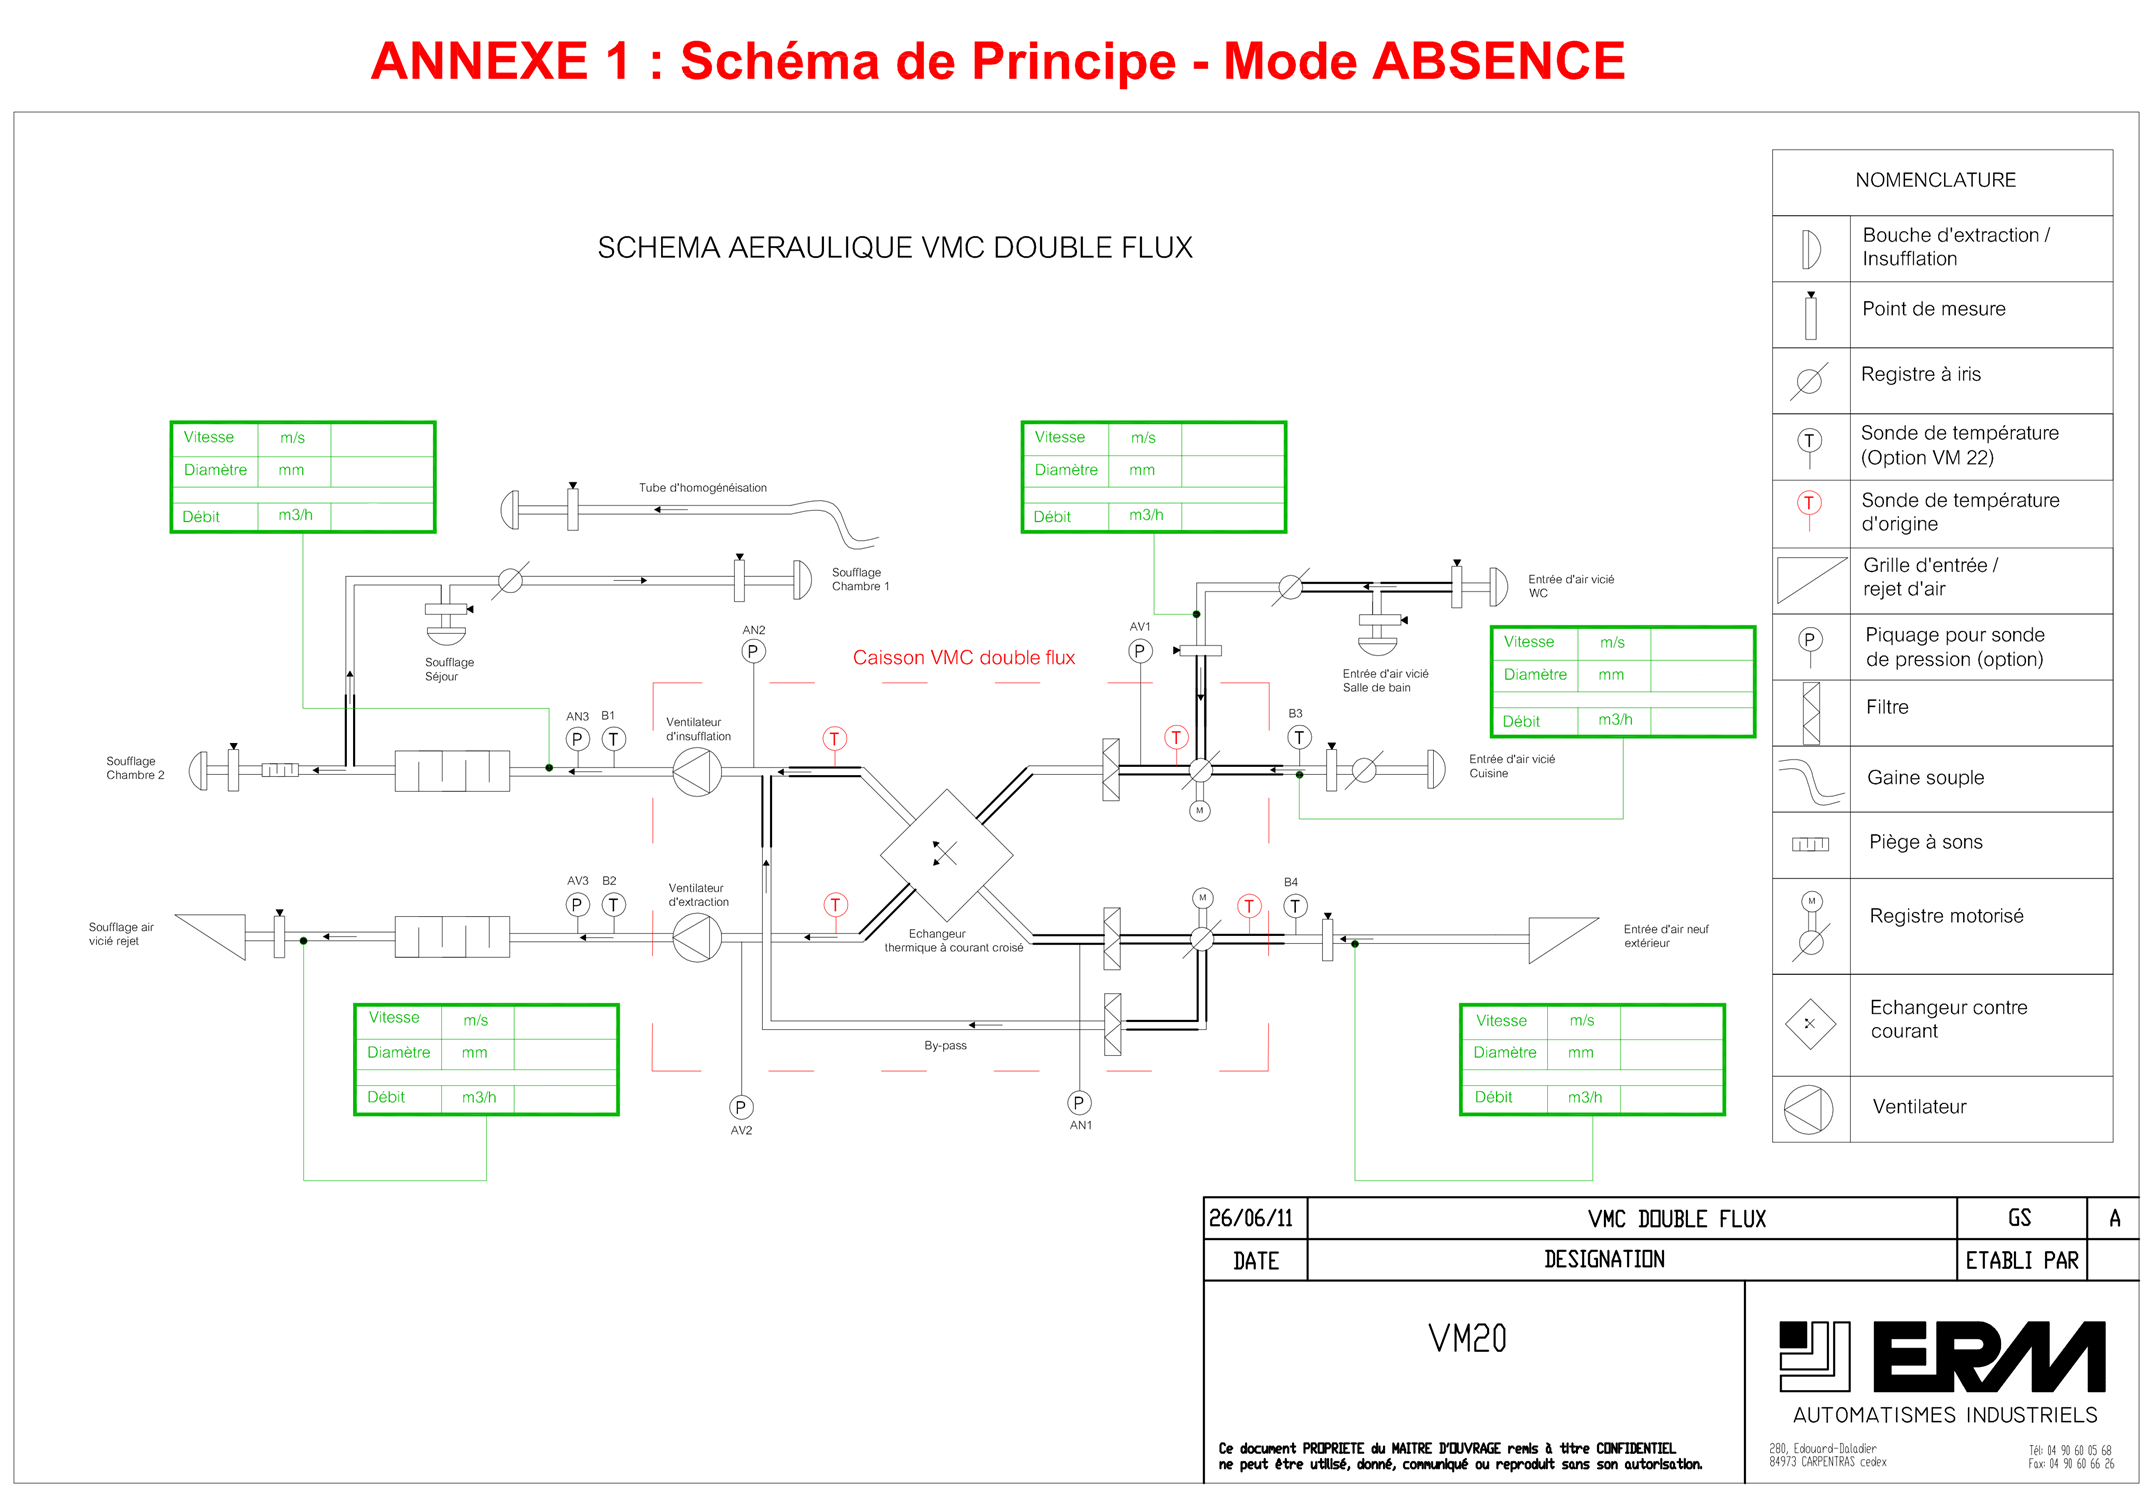 ANNEXE 1 : Schéma de Principe - Mode ABSENCE
SCHEMA AERAULIQUE VMC DOUBLE FLUX
NOMENCLATURE
Bouche d'extraction /
Insufflation
Point de mesure
Registre à iris
T
Sonde de température
(Option VM 22)
T
Sonde de température
d'origine
Grille d'entrée /
rejet d'air
P
Piquage pour sonde
de pression (option)
Filtre
Gaine souple
Piège à sons
M
Registre motorisé
Echangeur contre
courant
Ventilateur
Vitesse m/s
Diamètre mm
Débit m3/h
Vitesse m/s
Diamètre mm
Débit m3/h
Tube d'homogénéisation
Soufflage
Chambre 1
Soufflage
Séjour
AN2
P
Caisson VMC double flux
AV1
P
Entrée d'air vicié
WC
Entrée d'air vicié
Salle de bain
Vitesse m/s
Diamètre mm
Débit m3/h
AN3 B1
P T
Ventilateur
d'insufflation
T
T
B3
T
M
Soufflage
Chambre 2
Entrée d'air vicié
Cuisine
AV3 B2
P T
Ventilateur
d'extraction
T
Echangeur
thermique à courant croisé
M
T
B4
T
Soufflage air
vicié rejet
Entrée d'air neuf
extérieur
By-pass
Vitesse m/s
Diamètre mm
Débit m3/h
P
AV2
P
AN1
Vitesse m/s
Diamètre mm
Débit m3/h
26/06/11 VMC DOUBLE FLUX GS A
DATE DESIGNATION ETABLI PAR
VM20
ERM
AUTOMATISMES INDUSTRIELS
Ce document PROPRIETE du MAITRE D'OUVRAGE remis à titre CONFIDENTIEL
ne peut être utilisé, donné, communiqué ou reproduit sans son autorisation.
280, Edouard-Daladier
84973 CARPENTRAS cedex
Tél: 04 90 60 05 68
Fax: 04 90 60 66 26